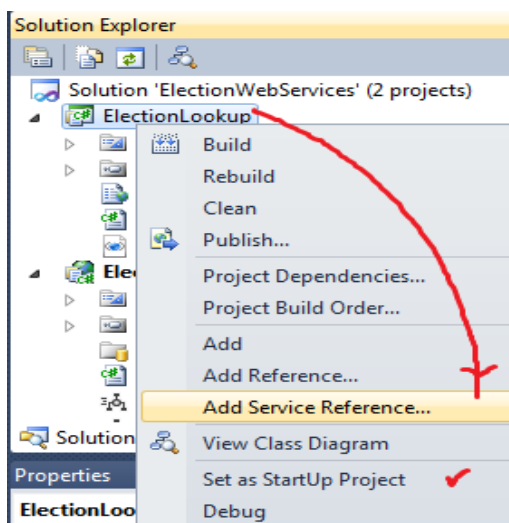 Solution Explorer
Solution 'ElectionWebServices' (2 projects)
ElectionLookup
Build
Rebuild
Clean
Publish...
Ele
Project Dependencies...
Project Build Order...
Add
Add Reference...
Add Service Reference...
Solution
View Class Diagram
Properties
Set as StartUp Project
ElectionLoo
Debug